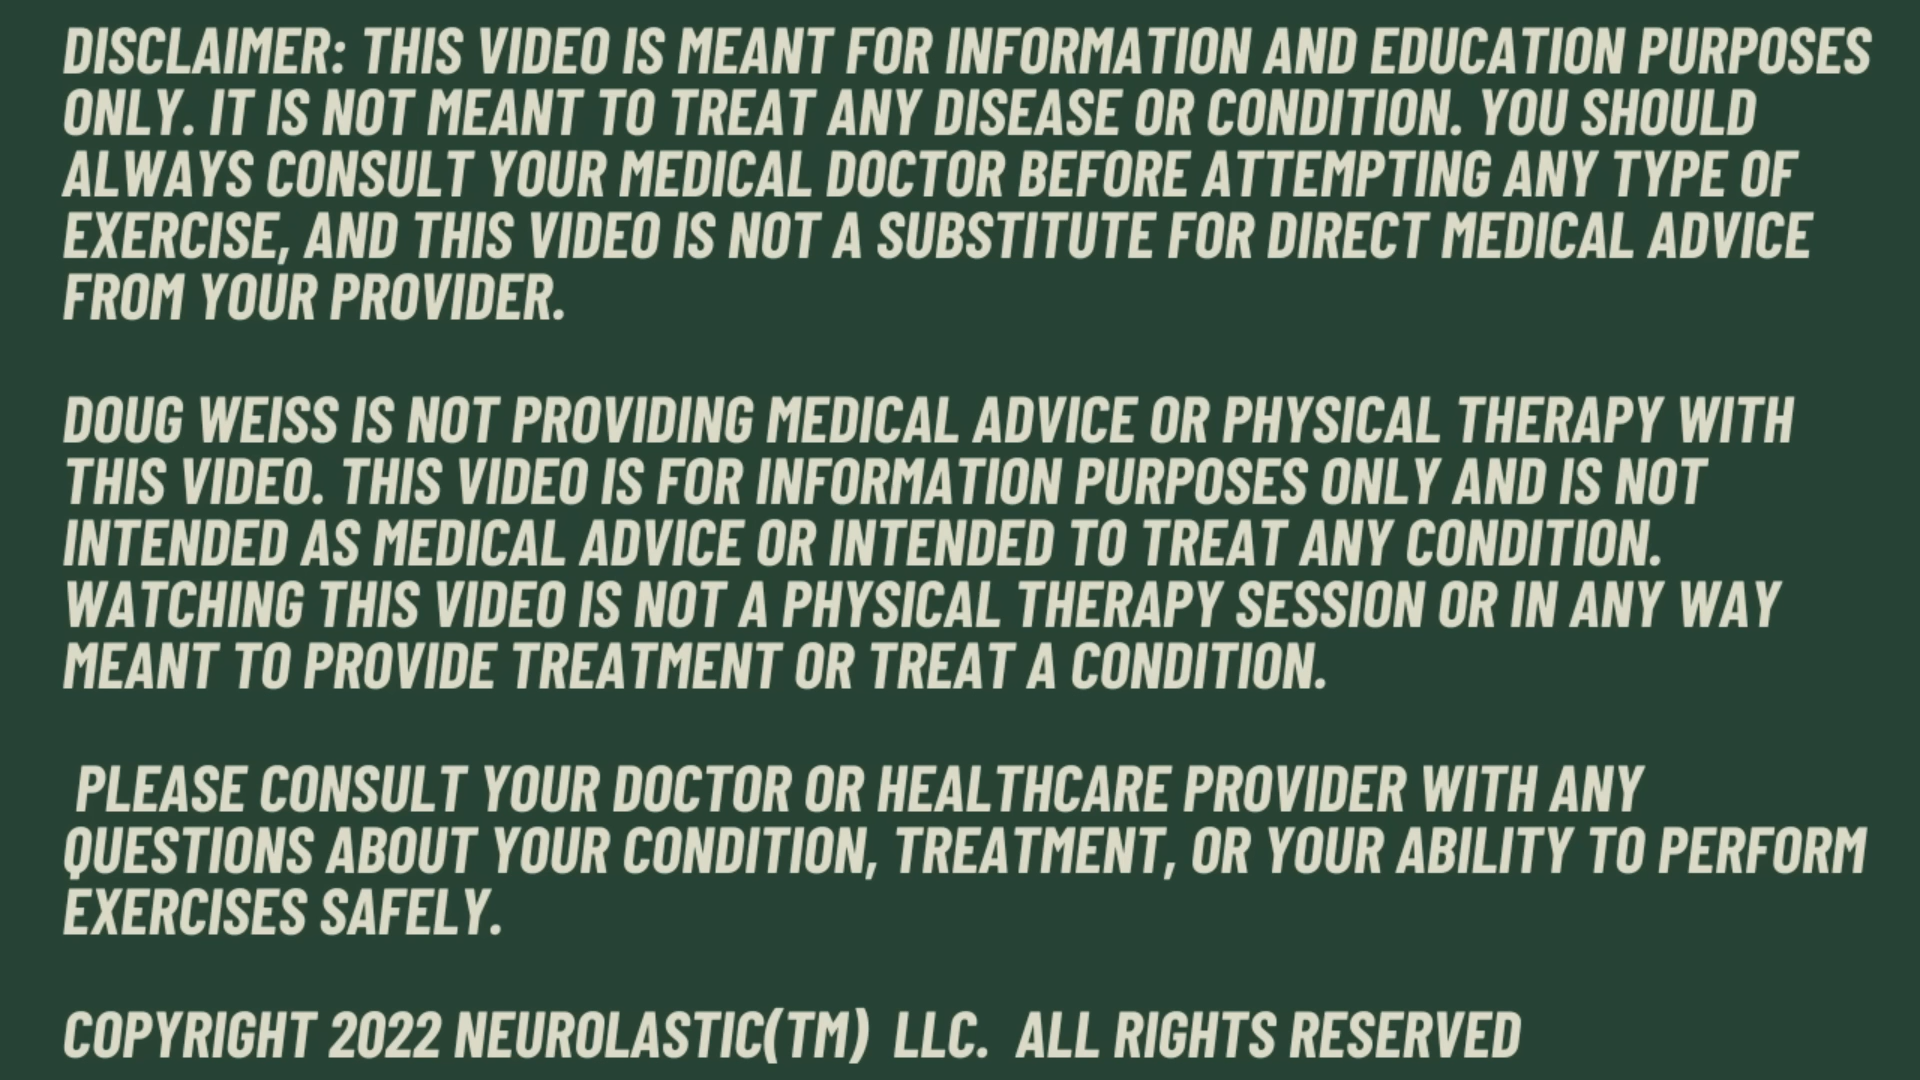 DISCLAIMER: THIS VIDEO IS MEANT FOR INFORMATION AND EDUCATION PURPOSES
ONLY. IT IS NOT MEANT TO TREAT ANY DISEASE OR CONDITION. YOU SHOULD
ALWAYS CONSULT YOUR MEDICAL DOCTOR BEFORE ATTEMPTING ANY TYPE OF
EXERCISE, AND THIS VIDEO IS NOT A SUBSTITUTE FOR DIRECT MEDICAL ADVICE
FROM YOUR PROVIDER.
DOUG WEISS IS NOT PROVIDING MEDICAL ADVICE OR PHYSICAL THERAPY WITH
THIS VIDEO. THIS VIDEO IS FOR INFORMATION PURPOSES ONLY AND IS NOT
INTENDED AS MEDICAL ADVICE OR INTENDED TO TREAT ANY CONDITION.
WATCHING THIS VIDEO IS NOT A PHYSICAL THERAPY SESSION OR IN ANY WAY
MEANT TO PROVIDE TREATMENT OR TREAT A CONDITION.
PLEASE CONSULT YOUR DOCTOR OR HEALTHCARE PROVIDER WITH ANY
QUESTIONS ABOUT YOUR CONDITION, TREATMENT, OR YOUR ABILITY TO PERFORM
EXERCISES SAFELY.
COPYRIGHT 2022 NEUROLASTIC(TM) LLC. ALL RIGHTS RESERVED